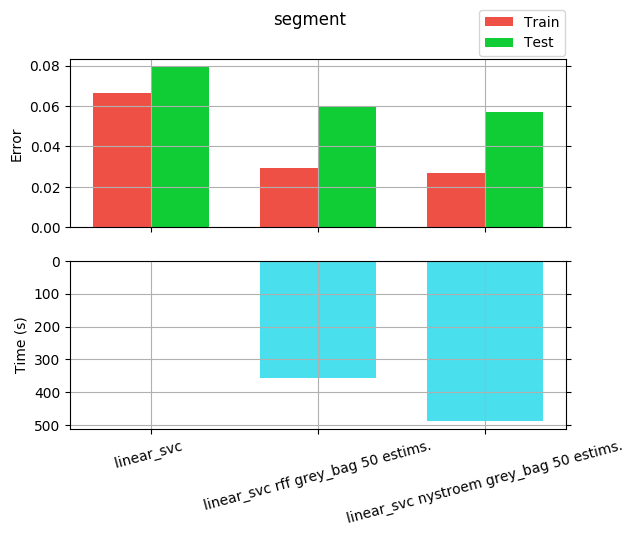 segment
Train
Test
0.08
0.06
0.04
0.02
0.00
Error
0
100
200
300
400
500
Time (s)
linear_svc
linear_svc rff grey_bag 50 estims.
linear_svc nystroem grey_bag 50 estims.